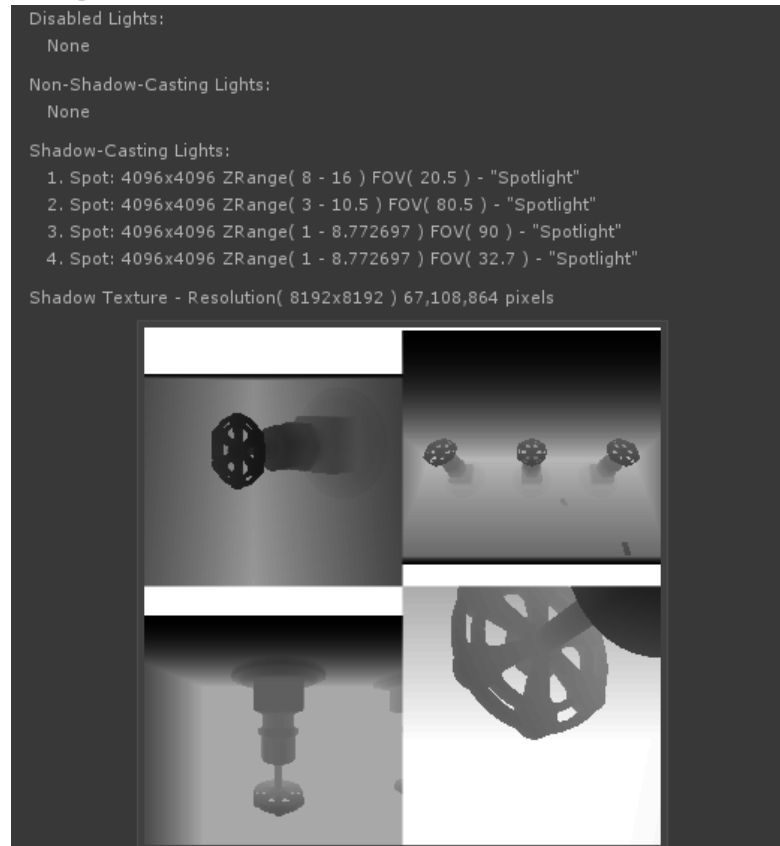 Disabled Lights:
None
Non-Shadow-Casting Lights:
None
Shadow-Casting Lights:
1. Spot: 4096x4096 ZRange( 8 - 16 ) FOV( 20.5 ) - "Spotlight"
2. Spot: 4096x4096 ZRange( 3 - 10.5 ) FOV( 80.5 ) - "Spotlight"
3. Spot: 4096x4096 ZRange( 1 - 8.772697 ) FOV( 90 ) - "Spotlight"
4. Spot: 4096x4096 ZRange( 1 - 8.772697 ) FOV( 32.7 ) - "Spotlight"
Shadow Texture - Resolution( 8192x8192 ) 67,108,864 pixels